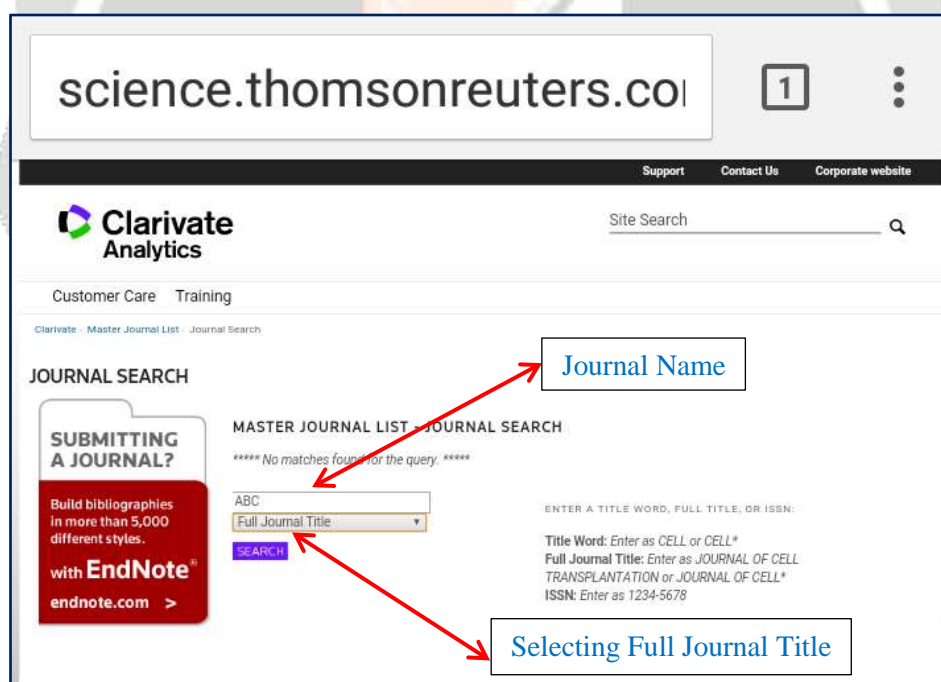 science.thomsonreuters.co
1
Support Contact Us Corporate website
Clarivate
Analytics
Site Search
Customer Care Training
Clarivate Master Journal List Journal Search
Journal Name
JOURNAL SEARCH
SUBMITTING
A JOURNAL?
Build bibliographies
in more than 5,000
different styles.
with EndNote®
endnote.com >
MASTER JOURNAL LIST - JOURNAL SEARCH
***** No matches found for the query. *****
ABC
Full Journal Title
SEARCH
ENTER A TITLE WORD, FULL TITLE, OR ISSN:
Title Word: Enter as CELL or CELL*
Full Journal Title: Enter as JOURNAL OF CELL
TRANSPLANTATION or JOURNAL OF CELL*
ISSN: Enter as 1234-5678
Selecting Full Journal Title